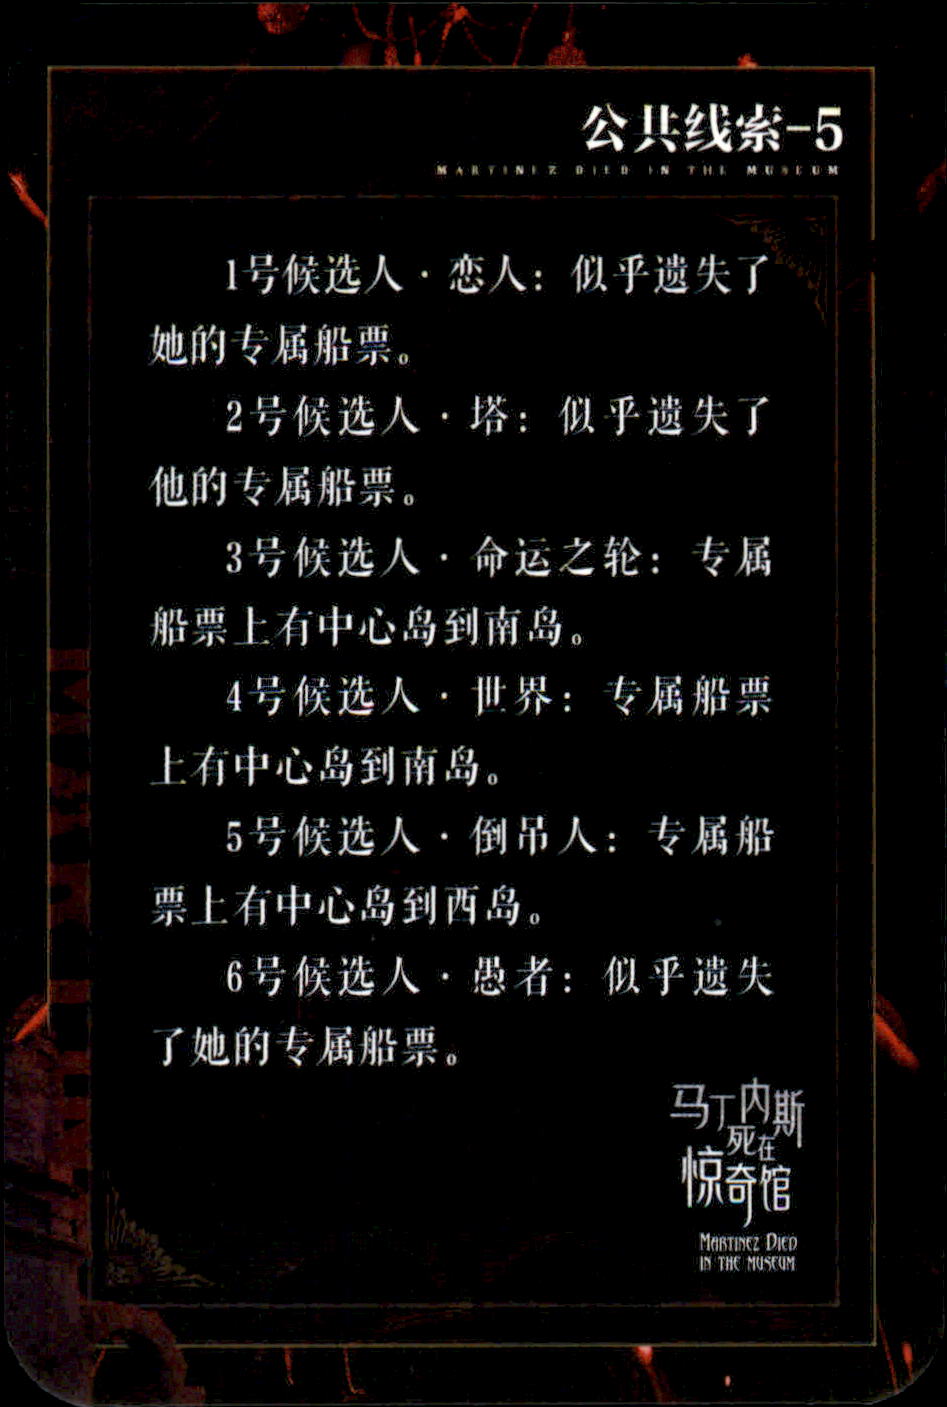 公共线索-5
MARTINEZ DIED IN THE MUSEUM
1号候选人·恋人：似乎遗失了
她的专属船票。
2号候选人·塔：似乎遗失了
他的专属船票。
3号候选人·命运之轮：专属
船票上有中心岛到南岛。
4号候选人·世界：专属船票
上有中心岛到南岛。
5号候选人·倒吊人：专属船
票上有中心岛到西岛。
6号候选人·愚者：似乎遗失
了她的专属船票。
马丁内斯
死在
惊奇馆
MARTINEZ DIED
IN THE MUSEUM